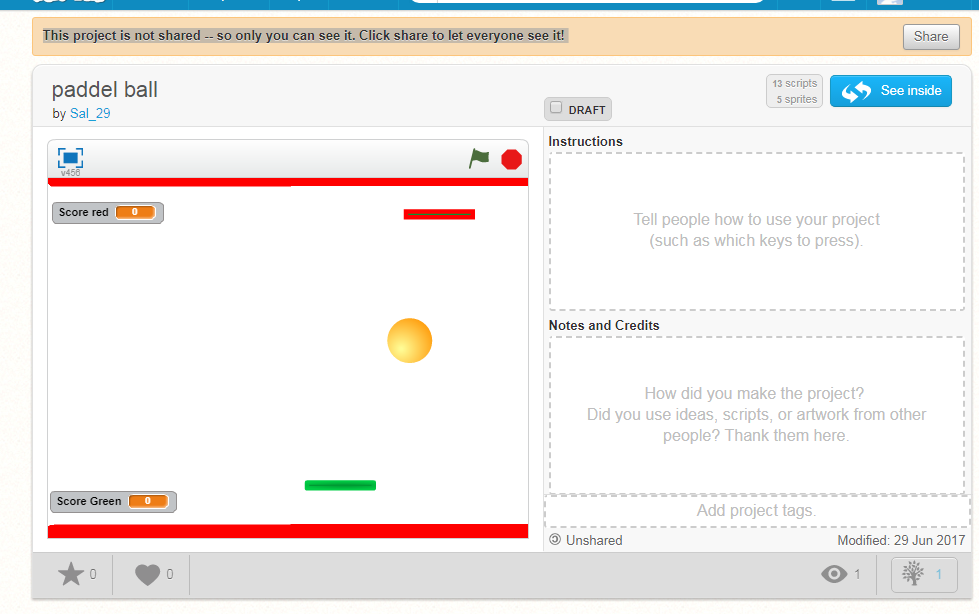 This project is not shared -- so only you can see it. Click share to let everyone see it!
Share
paddel ball
by Sal_29
DRAFT
13 scripts
5 sprites
See inside
v456
Score red 0
Score Green 0
Instructions
Tell people how to use your project
(such as which keys to press).
Notes and Credits
How did you make the project?
Did you use ideas, scripts, or artwork from other
people? Thank them here.
Add project tags.
Unshared
Modified: 29 Jun 2017
0
0
1
1